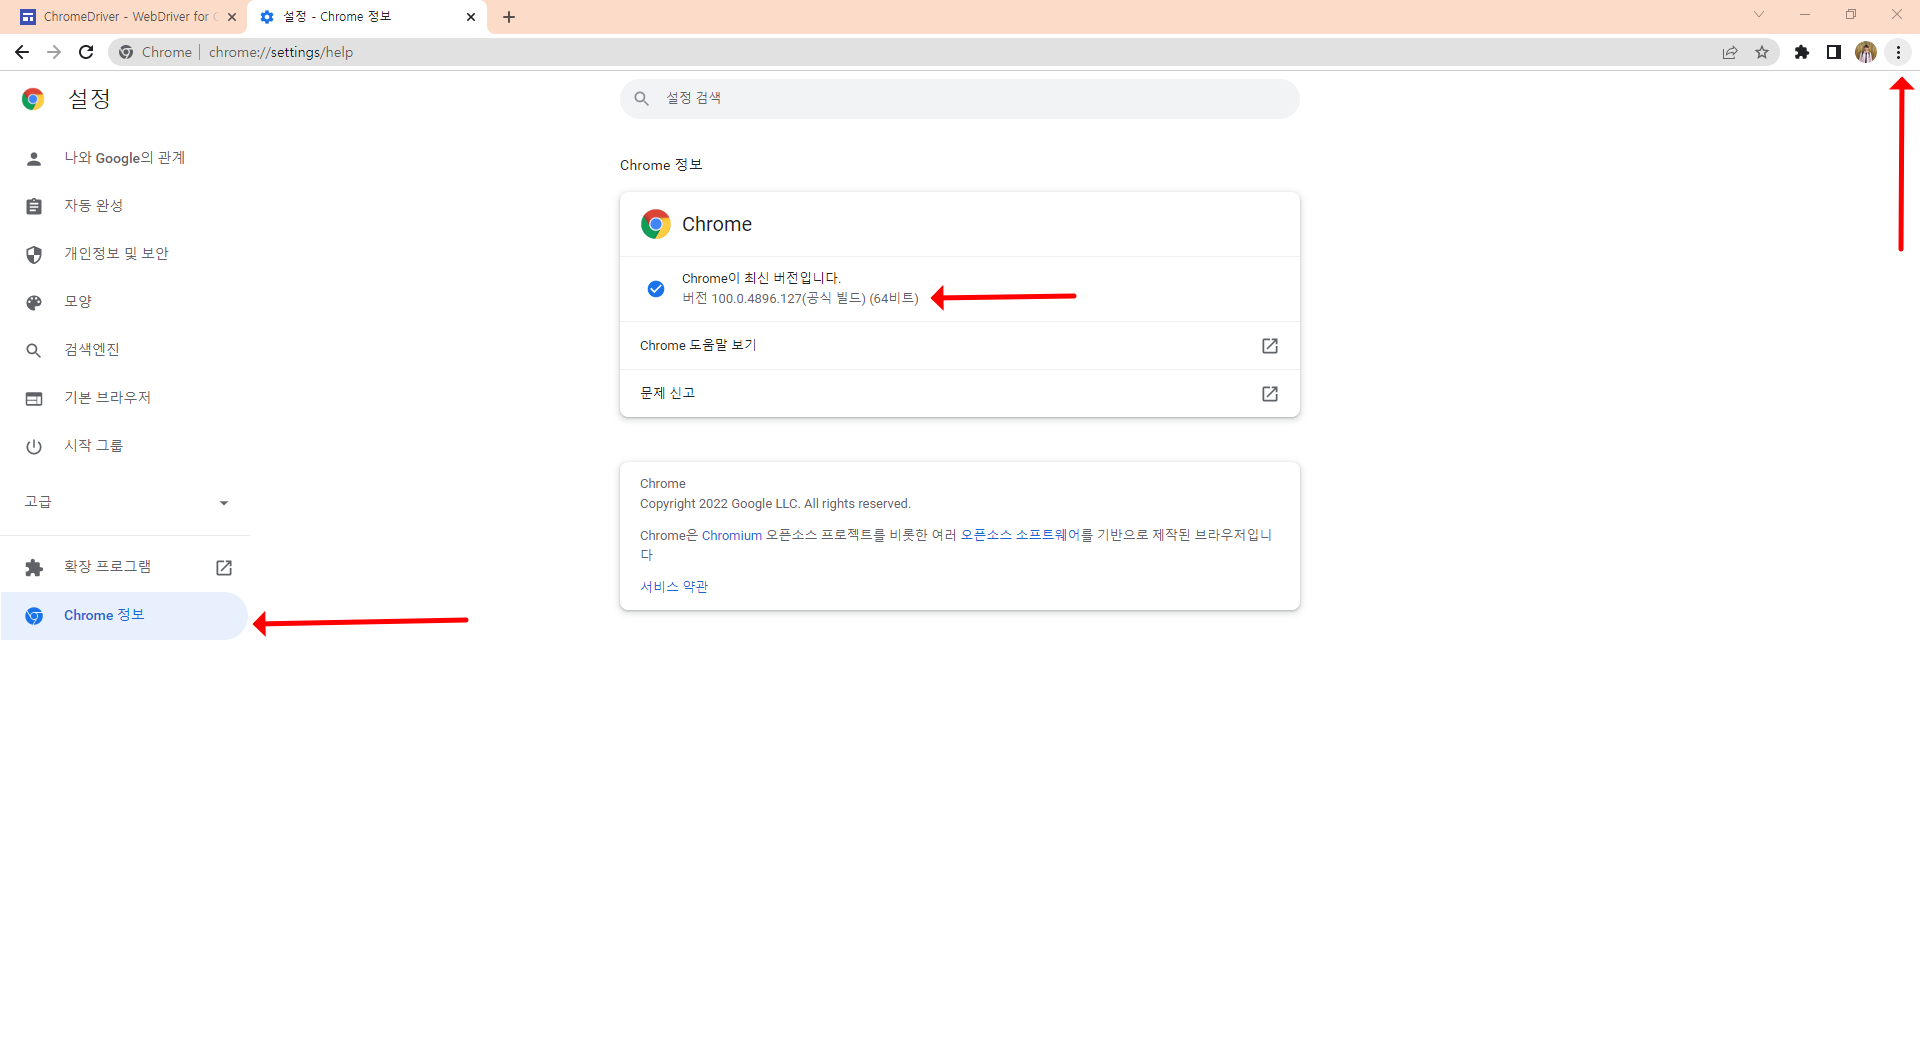 ChromeDriver - WebDriver for C
설정 - Chrome 정보
Chrome
chrome://settings/help
설정
설정 검색
나와 Google의 관계
자동 완성
개인정보 및 보안
모양
검색엔진
기본 브라우저
시작 그룹
고급
확장 프로그램
Chrome 정보
Chrome 정보
Chrome
Chrome이 최신 버전입니다.
버전 100.0.4896.127(공식 빌드) (64비트)
Chrome 도움말 보기
문제 신고
Chrome
Copyright 2022 Google LLC. All rights reserved.
Chrome은 Chromium 오픈소스 프로젝트를 비롯한 여러 오픈소스 소프트웨어를 기반으로 제작된 브라우저입니
다
서비스 약관